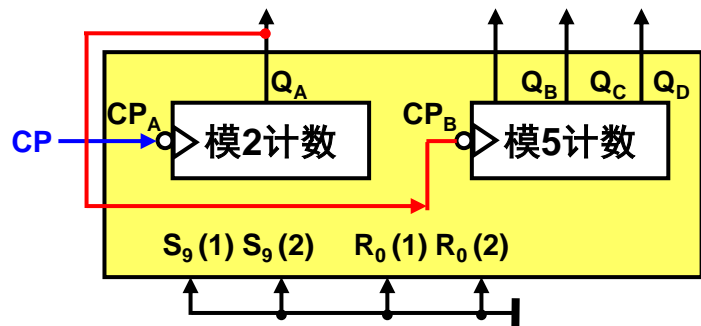 Q_A Q_B Q_C Q_D
CP_A CP_B
CP 模2计数 模5计数
S_9 (1) S_9 (2) R_0 (1) R_0 (2)